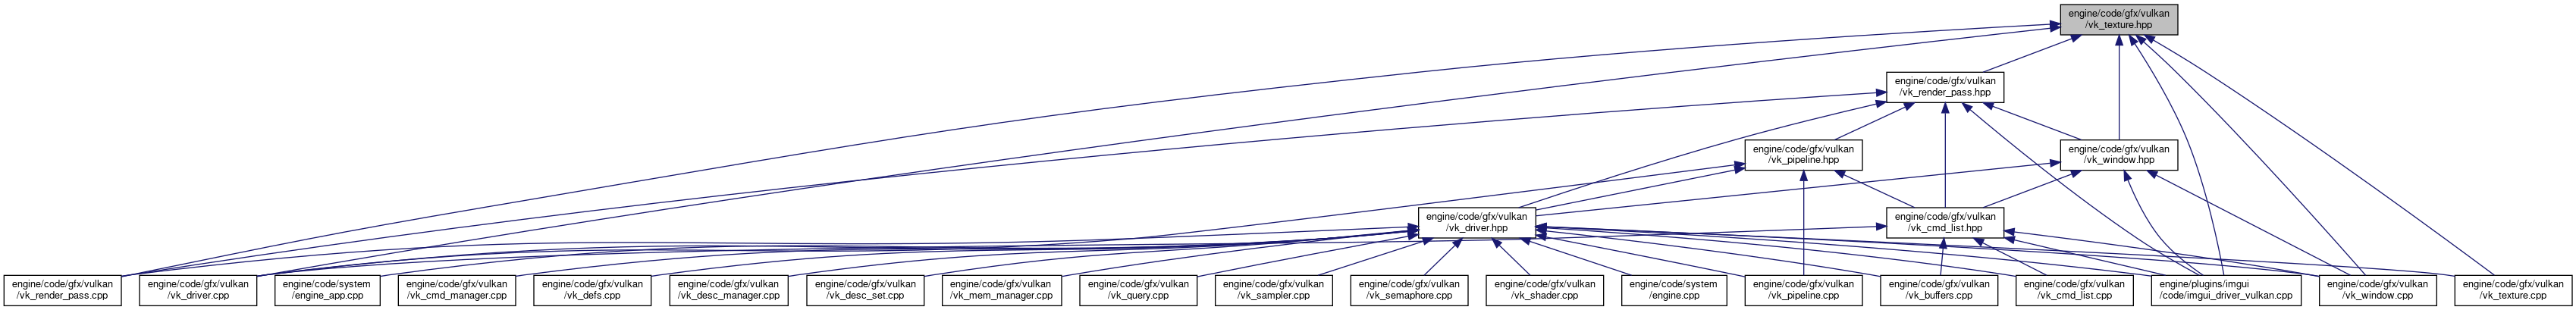 engine/code/gfx/vulkan
/vk_texture.hpp
engine/code/gfx/vulkan
/vk_render_pass.hpp
engine/code/gfx/vulkan
/vk_pipeline.hpp
engine/code/gfx/vulkan
/vk_window.hpp
engine/code/gfx/vulkan
/vk_driver.hpp
engine/code/gfx/vulkan
/vk_cmd_list.hpp
engine/code/gfx/vulkan
/vk_render_pass.cpp
engine/code/gfx/vulkan
/vk_driver.cpp
engine/code/system
/engine_app.cpp
engine/code/gfx/vulkan
/vk_cmd_manager.cpp
engine/code/gfx/vulkan
/vk_defs.cpp
engine/code/gfx/vulkan
/vk_desc_manager.cpp
engine/code/gfx/vulkan
/vk_desc_set.cpp
engine/code/gfx/vulkan
/vk_mem_manager.cpp
engine/code/gfx/vulkan
/vk_query.cpp
engine/code/gfx/vulkan
/vk_sampler.cpp
engine/code/gfx/vulkan
/vk_semaphore.cpp
engine/code/gfx/vulkan
/vk_shader.cpp
engine/code/system
/engine.cpp
engine/code/gfx/vulkan
/vk_pipeline.cpp
engine/code/gfx/vulkan
/vk_buffers.cpp
engine/code/gfx/vulkan
/vk_cmd_list.cpp
engine/plugins/imgui
/code/imgui_driver_vulkan.cpp
engine/code/gfx/vulkan
/vk_window.cpp
engine/code/gfx/vulkan
/vk_texture.cpp